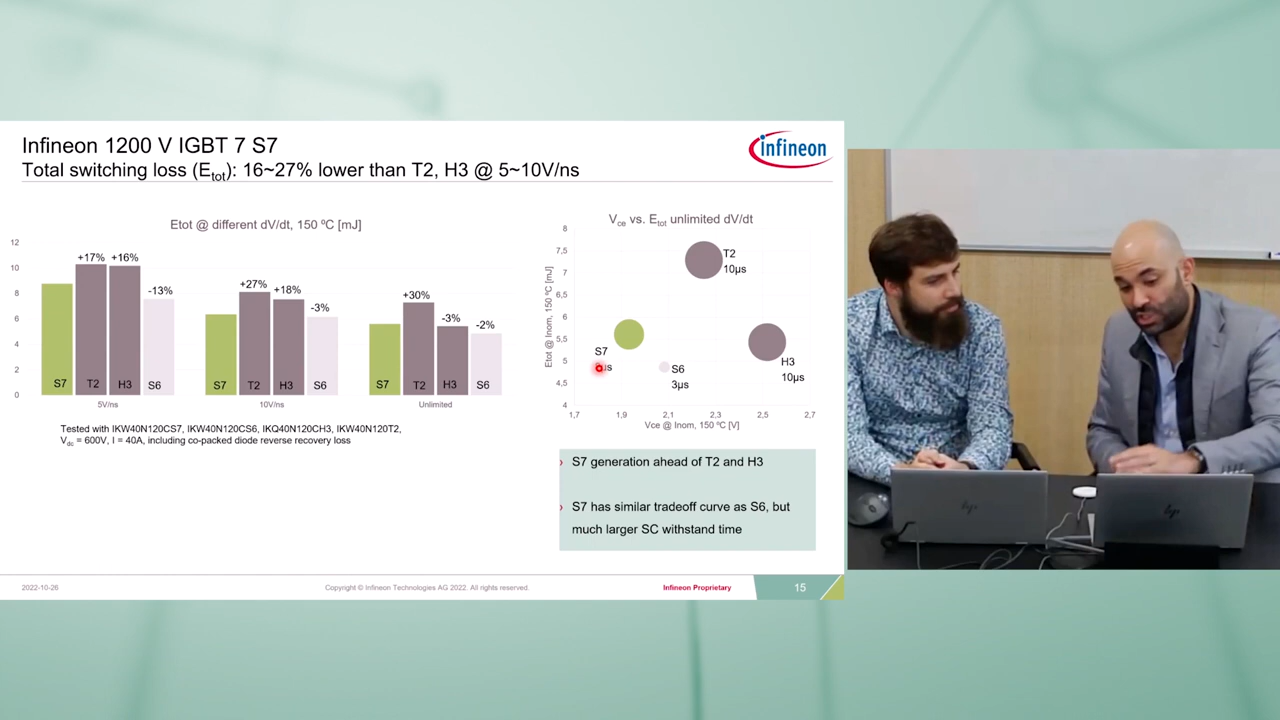 Infineon 1200 V IGBT 7 S7
Total switching loss (Etot): 16~27% lower than T2, H3 @ 5~10V/ns
infineon
Etot @ different dV/dt, 150 ºC [mJ]
12
10
8
6
4
2
0
+17%
+16%
-13%
S7
T2
H3
S6
5V/ns
+27%
+18%
-3%
S7
T2
H3
S6
10V/ns
+30%
-3%
-2%
S7
T2
H3
S6
Unlimited
Tested with IKW40N120CS7, IKW40N120CS6, IKQ40N120CH3, IKW40N120T2,
Vdc = 600V, I = 40A, including co-packed diode reverse recovery loss
Vce vs. Etot unlimited dV/dt
Etot @ Inom, 150 ºC [mJ]
8
7,5
7
6,5
6
5,5
5
4,5
4
T2
10µs
S7
S6
3µs
H3
10µs
1,7
1,9
2,1
2,3
2,5
2,7
Vce @ Inom, 150 ºC [V]
› S7 generation ahead of T2 and H3
› S7 has similar tradeoff curve as S6, but
much larger SC withstand time
2022-10-26
Copyright © Infineon Technologies AG 2022. All rights reserved.
Infineon Proprietary
15
hp
hp